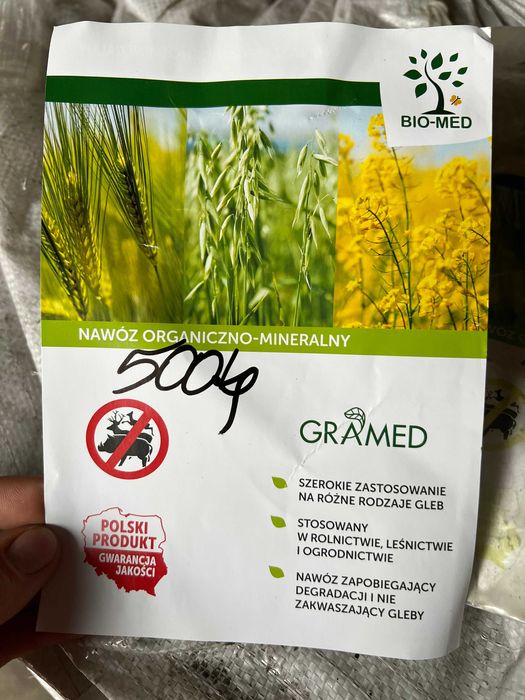 BIO-MED
NAWÓZ ORGANICZNO-MINERALNY
500kg
GRAMED
SZEROKIE ZASTOSOWANIE
NA RÓŻNE RODZAJE GLEB
STOSOWANY
W ROLNICTWIE, LEŚNICTWIE
I OGRODNICTWIE
NAWÓZ ZAPOBIEGAJĄCY
DEGRADACJI I NIE
ZAKWASZAJĄCY GLEBY
POLSKI
PRODUKT
GWARANCJA
JAKOŚCI